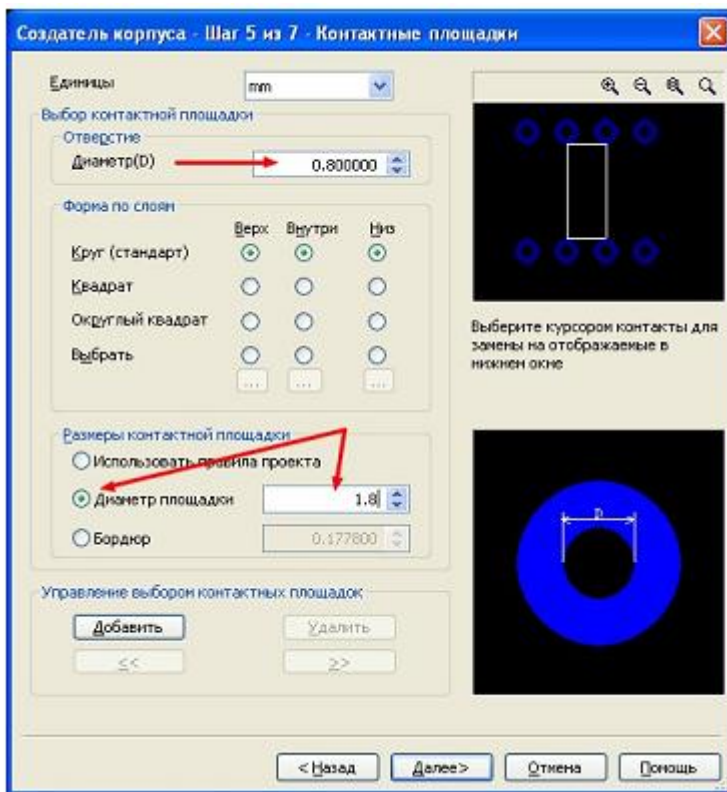 Создатель корпуса - Шаг 5 из 7 - Контактные площадки
Единицы
mm
Выбор контактной площадки
Отверстие
Диаметр(D)
0.800000
Форма по слоям
Верх Внутри Низ
Круг (стандарт)
Квадрат
Округлый квадрат
Выбрать
... ... ...
Размеры контактной площадки
Использовать правила проекта
Диаметр площадки
1.8
Бордюр
0.177800
Управление выбором контактных площадок
Добавить
Удалить
<<
>>
Выберите курсором контакты для
замены на отображаемые в
нижнем окне
D
< Назад
Далее>
Отмена
Помощь